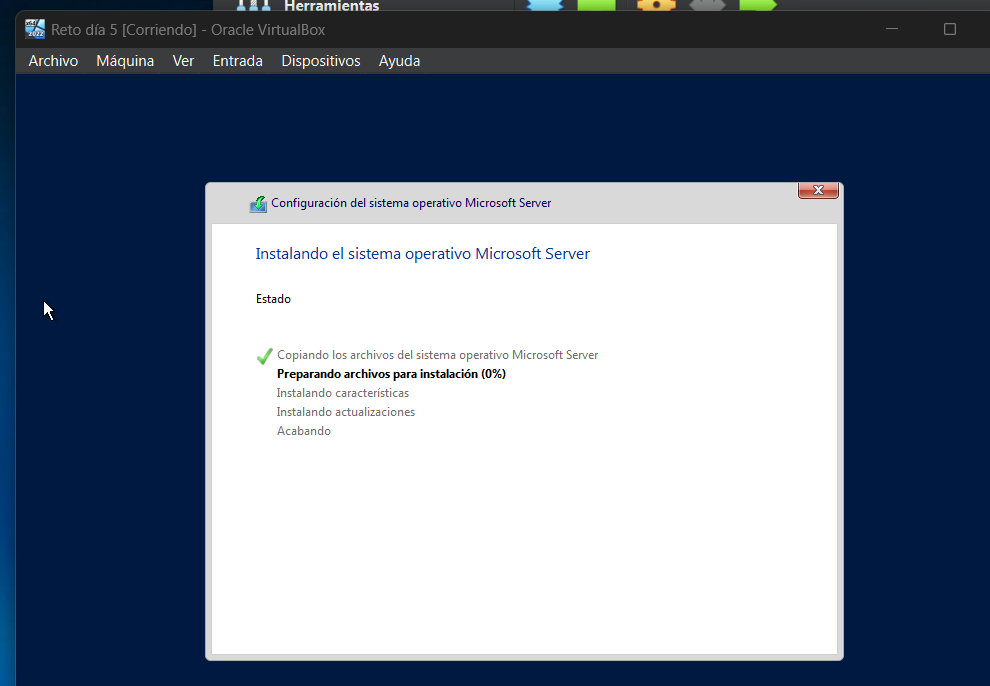 Herramientas
Reto día 5 [Corriendo] - Oracle VirtualBox
Archivo Máquina Ver Entrada Dispositivos Ayuda
Configuración del sistema operativo Microsoft Server
Instalando el sistema operativo Microsoft Server
Estado
Copiando los archivos del sistema operativo Microsoft Server
Preparando archivos para instalación (0%)
Instalando características
Instalando actualizaciones
Acabando